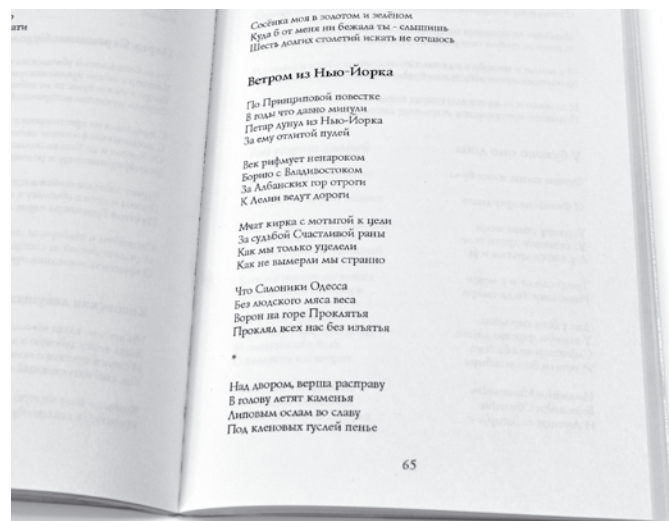 ати
Сосёнка моя в золотом и зелёном
Куда б от меня ни бежала ты - слышишь
Шесть долгих столетий искать не отчаюсь
Ветром из Нью-Йорка
По Принциповой повестке
В годы что давно минули
Петар дунул из Нью-Йорка
За ему отлитой пулей
Век рифмует ненароком
Борию с Владивостоком
За Албанских гор отроги
К Лелии ведут дороги
Мчат кирка с мотыгой к цели
За судьбой Счастливой раны
Как мы только уцелели
Как не вымерли мы странно
Что Салоники Одесса
Без людского мяса веса
Ворон на горе Проклятья
Проклял всех нас без изъятья
*
Над двором, верша расправу
В голову летят каменья
Липовым ослам во славу
Под кленовых гуслей пенье
65